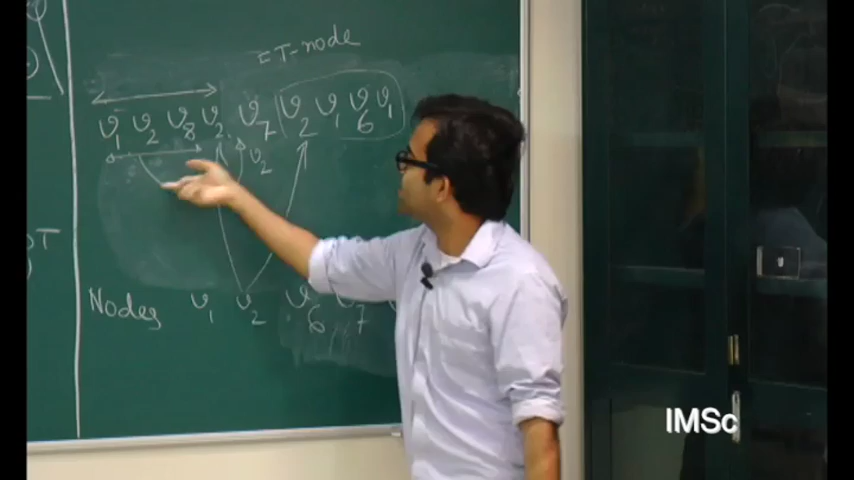 ET-node
v1 v2 v8 v2 v7 v2 v1 v6 v1
v2
Nodes v1 v2 v6 v7
IMSc